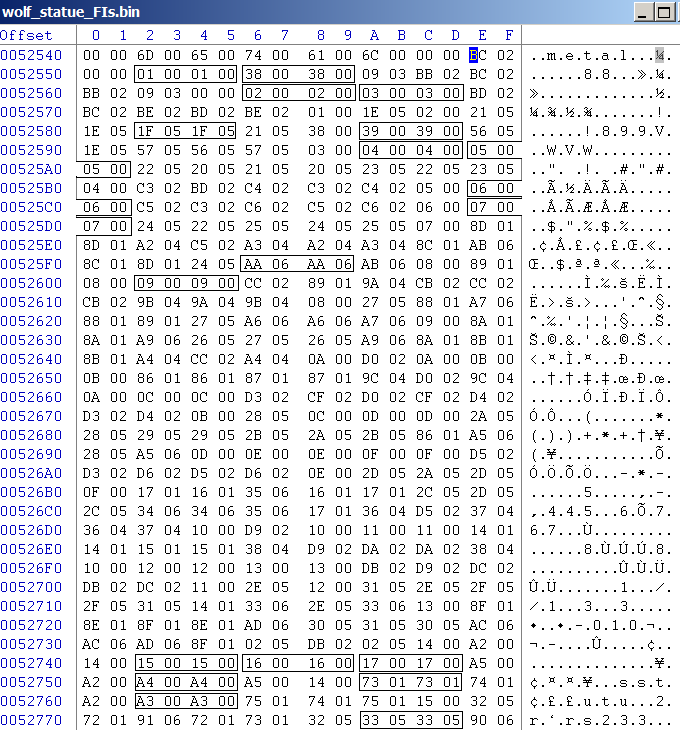 wolf_statue_FIs.bin
Offset 0 1 2 3 4 5 6 7 8 9 A B C D E F
0052540 00 00 6D 00 65 00 74 00 61 00 6C 00 00 00 BC 02 ..m.e.t.a.l...¼.
0052550 00 00 01 00 01 00 38 00 38 00 09 03 BB 02 BC 02 ......8.8...».¼.
0052560 BB 02 09 03 00 00 02 00 02 00 03 00 03 00 BD 02 ».............½.
0052570 BC 02 BE 02 BD 02 BE 02 01 00 1E 05 02 00 21 05 ¼.¾.½.¾.......!.
0052580 1E 05 1F 05 1F 05 21 05 38 00 39 00 39 00 56 05 ......!.8.9.9.V.
0052590 1E 05 57 05 56 05 57 05 03 00 04 00 04 00 05 00 ..W.V.W.........
00525A0 05 00 22 05 20 05 21 05 20 05 23 05 22 05 23 05 ..". .!. .#.".#.
00525B0 04 00 C3 02 BD 02 C4 02 C3 02 C4 02 05 00 06 00 ..Ã.½.Ä.Ã.Ä.....
00525C0 06 00 C5 02 C3 02 C6 02 C5 02 C6 02 06 00 07 00 ..Å.Ã.Æ.Å.Æ.....
00525D0 07 00 24 05 22 05 25 05 24 05 25 05 07 00 8D 01 ..$.".%.$.%.....
00525E0 8D 01 A2 04 C5 02 A3 04 A2 04 A3 04 8C 01 AB 06 ..¢.Å.£.¢.£.Œ.«.
00525F0 8C 01 8D 01 24 05 AA 06 AA 06 AB 06 08 00 89 01 Œ...$.ª.ª.«...‰.
0052600 08 00 09 00 09 00 CC 02 89 01 9A 04 CB 02 CC 02 ......Ì.‰.š.Ë.Ì.
0052610 CB 02 9B 04 9A 04 9B 04 08 00 27 05 88 01 A7 06 Ë.›.š.›...'.ˆ.§.
0052620 88 01 89 01 27 05 A6 06 A6 06 A7 06 09 00 8A 01 ˆ.‰.'.¦.¦.§...Š.
0052630 8A 01 A9 06 26 05 27 05 26 05 A9 06 8A 01 8B 01 Š.©.&.'.&.©.Š.‹.
0052640 8B 01 A4 04 CC 02 A4 04 0A 00 D0 02 0A 00 0B 00 ‹.¤.Ì.¤...Ð.....
0052650 0B 00 86 01 86 01 87 01 87 01 9C 04 D0 02 9C 04 ..†.†.‡.‡.œ.Ð.œ.
0052660 0A 00 0C 00 0C 00 D3 02 CF 02 D0 02 CF 02 D4 02 ......Ó.Ï.Ð.Ï.Ô.
0052670 D3 02 D4 02 0B 00 28 05 0C 00 0D 00 0D 00 2A 05 Ó.Ô...(.......*.
0052680 28 05 29 05 29 05 2B 05 2A 05 2B 05 86 01 A5 06 (.).).+.*.+.†.¥.
0052690 28 05 A5 06 0D 00 0E 00 0E 00 0F 00 0F 00 D5 02 (.¥...........Õ.
00526A0 D3 02 D6 02 D5 02 D6 02 0E 00 2D 05 2A 05 2D 05 Ó.Ö.Õ.Ö...-.*.-.
00526B0 0F 00 17 01 16 01 35 06 16 01 17 01 2C 05 2D 05 ......5.....,.-.
00526C0 2C 05 34 06 34 06 35 06 17 01 36 04 D5 02 37 04 ,.4.4.5...6.Õ.7.
00526D0 36 04 37 04 10 00 D9 02 10 00 11 00 11 00 14 01 6.7...Ù.........
00526E0 14 01 15 01 15 01 38 04 D9 02 DA 02 DA 02 38 04 ......8.Ù.Ú.Ú.8.
00526F0 10 00 12 00 12 00 13 00 13 00 DB 02 D9 02 DC 02 ..........Û.Ù.Ü.
0052700 DB 02 DC 02 11 00 2E 05 12 00 31 05 2E 05 2F 05 Û.Ü.......1.../.
0052710 2F 05 31 05 14 01 33 06 2E 05 33 06 13 00 8F 01 /.1...3...3.....
0052720 8E 01 8F 01 8E 01 AD 06 30 05 31 05 30 05 AC 06
0052730 AC 06 AD 06 8F 01 02 05 DB 02 02 05 14 00 A2 00 ¬.-.....Û.....¢.
0052740 14 00 15 00 15 00 16 00 16 00 17 00 17 00 A5 00 ..............¥.
0052750 A2 00 A4 00 A4 00 A5 00 14 00 73 01 73 01 74 01 ¢.¤.¤.¥...s.s.t.
0052760 A2 00 A3 00 A3 00 75 01 74 01 75 01 15 00 32 05 ¢.£.£.u.t.u...2.
0052770 72 01 91 06 72 01 73 01 32 05 33 05 33 05 90 06 r.‘.r.s.2.3.3...